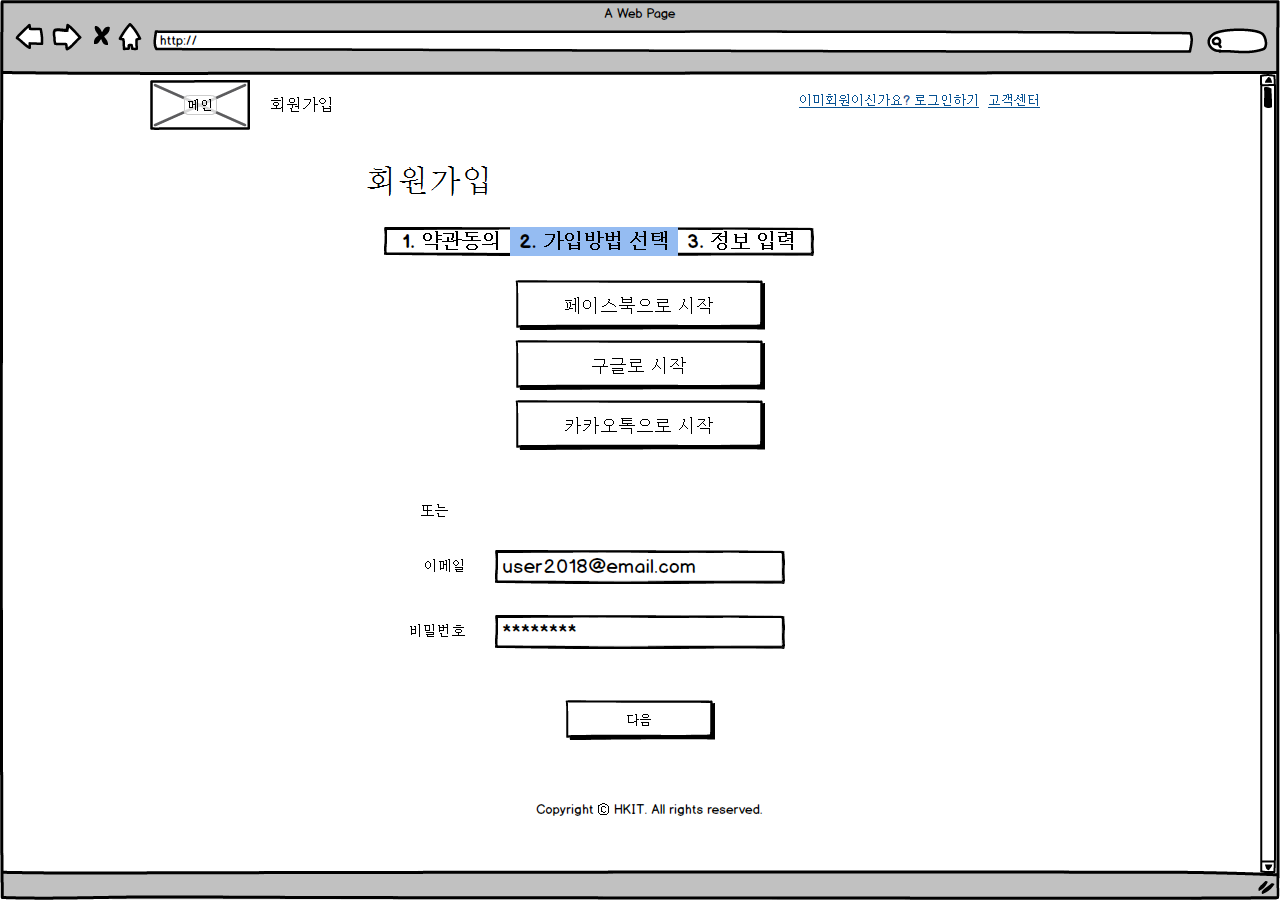 A Web Page
http://
메인
회원가입
이미회원이신가요? 로그인하기 고객센터
회원가입
1. 약관동의 2. 가입방법 선택 3. 정보 입력
페이스북으로 시작
구글로 시작
카카오톡으로 시작
또는
이메일 user2018@email.com
비밀번호 ********
다음
Copyright © HKIT. All rights reserved.